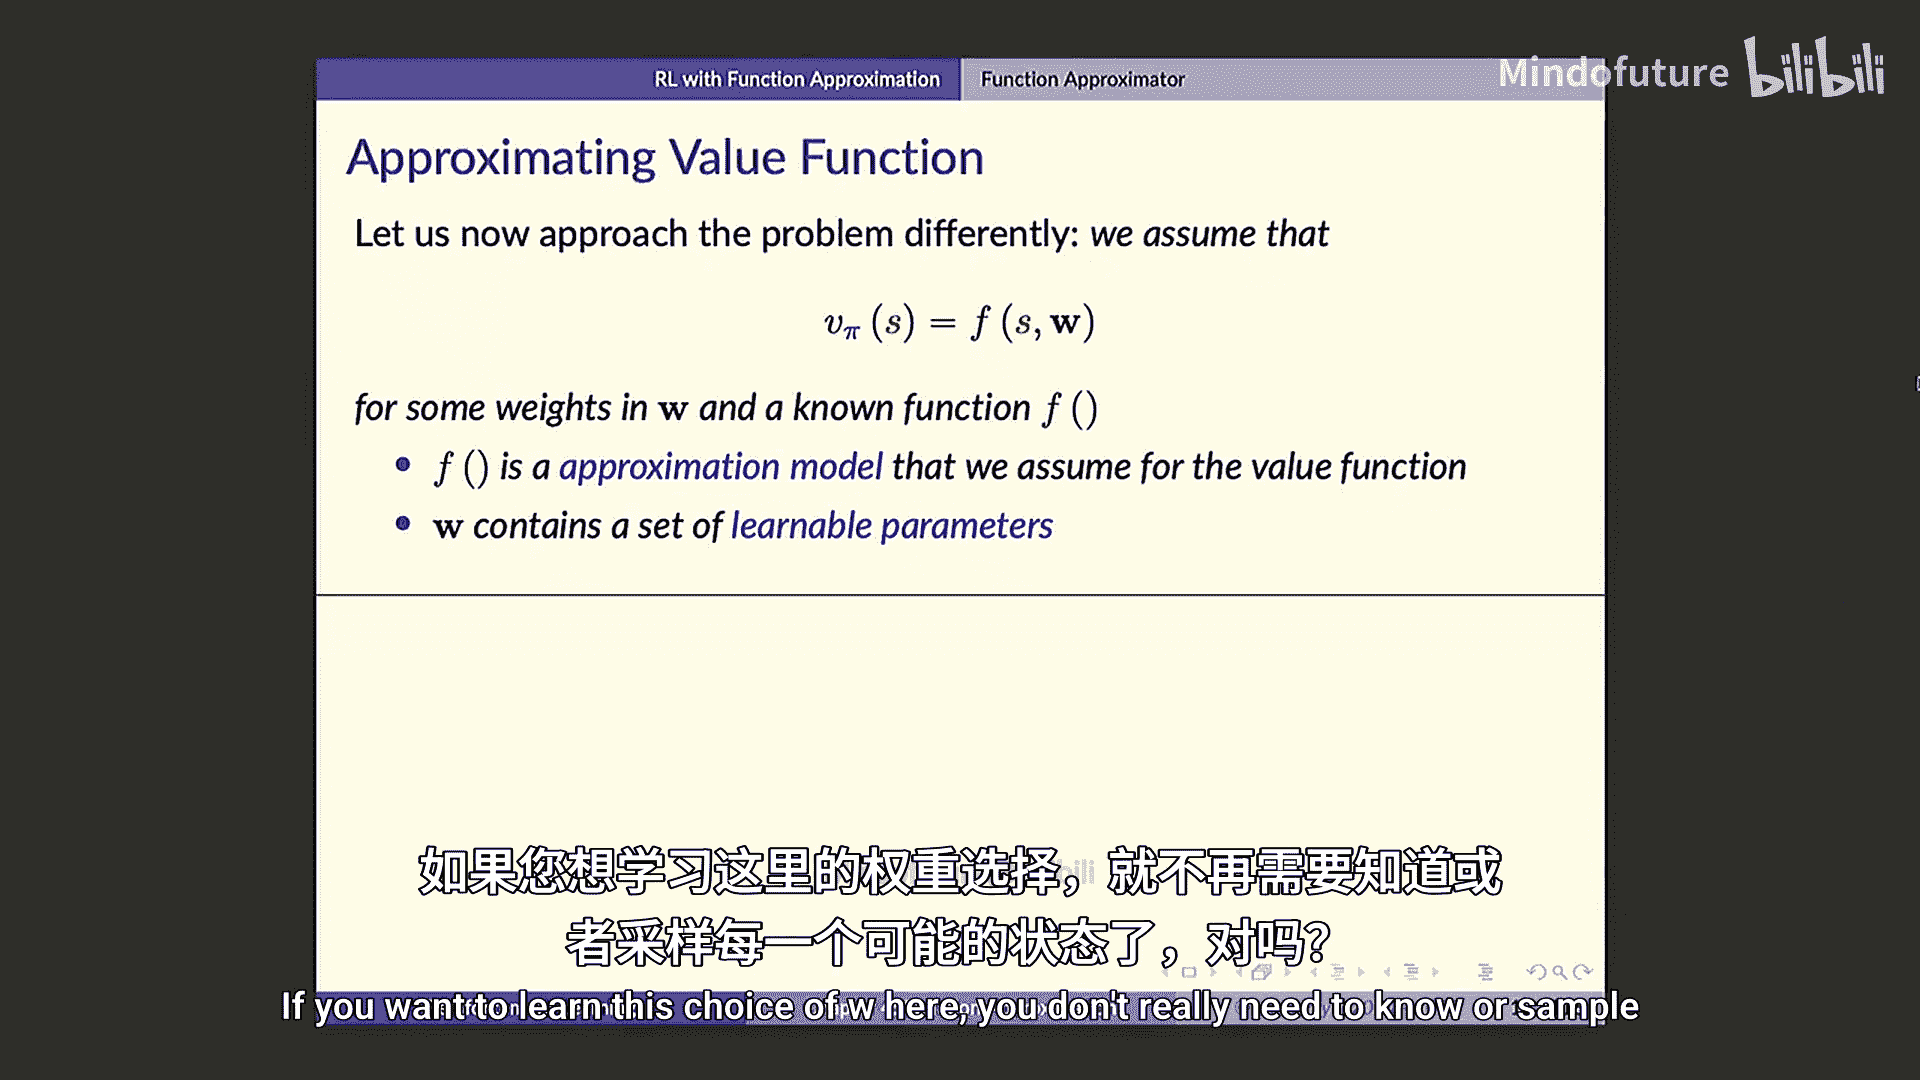 RL with Function Approximation
Function Approximator
Mindofuture bilibili
Approximating Value Function
Let us now approach the problem differently: we assume that
vπ (s) = f (s, w)
for some weights in w and a known function f ()
• f () is a approximation model that we assume for the value function
• w contains a set of learnable parameters
如果您想学习这里的权重选择，就不再需要知道或
者采样每一个可能的状态了，对吗？
If you want to learn this choice of w here, you don't really need to know or sample